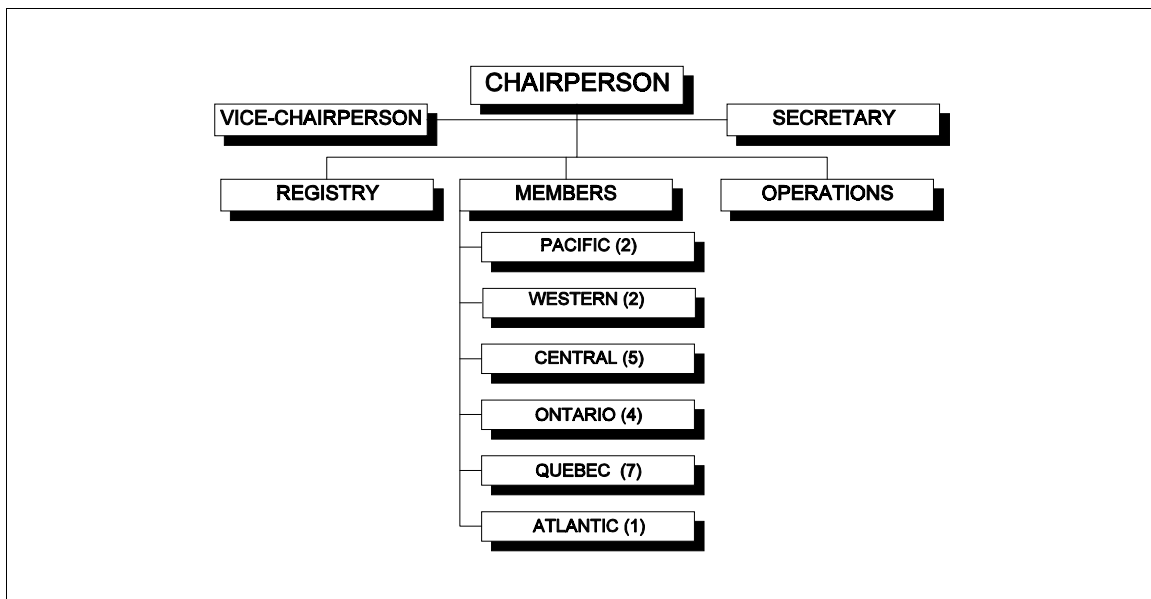 CHAIRPERSON
VICE-CHAIRPERSON
SECRETARY
REGISTRY
MEMBERS
OPERATIONS
PACIFIC (2)
WESTERN (2)
CENTRAL (5)
ONTARIO (4)
QUEBEC (7)
ATLANTIC (1)